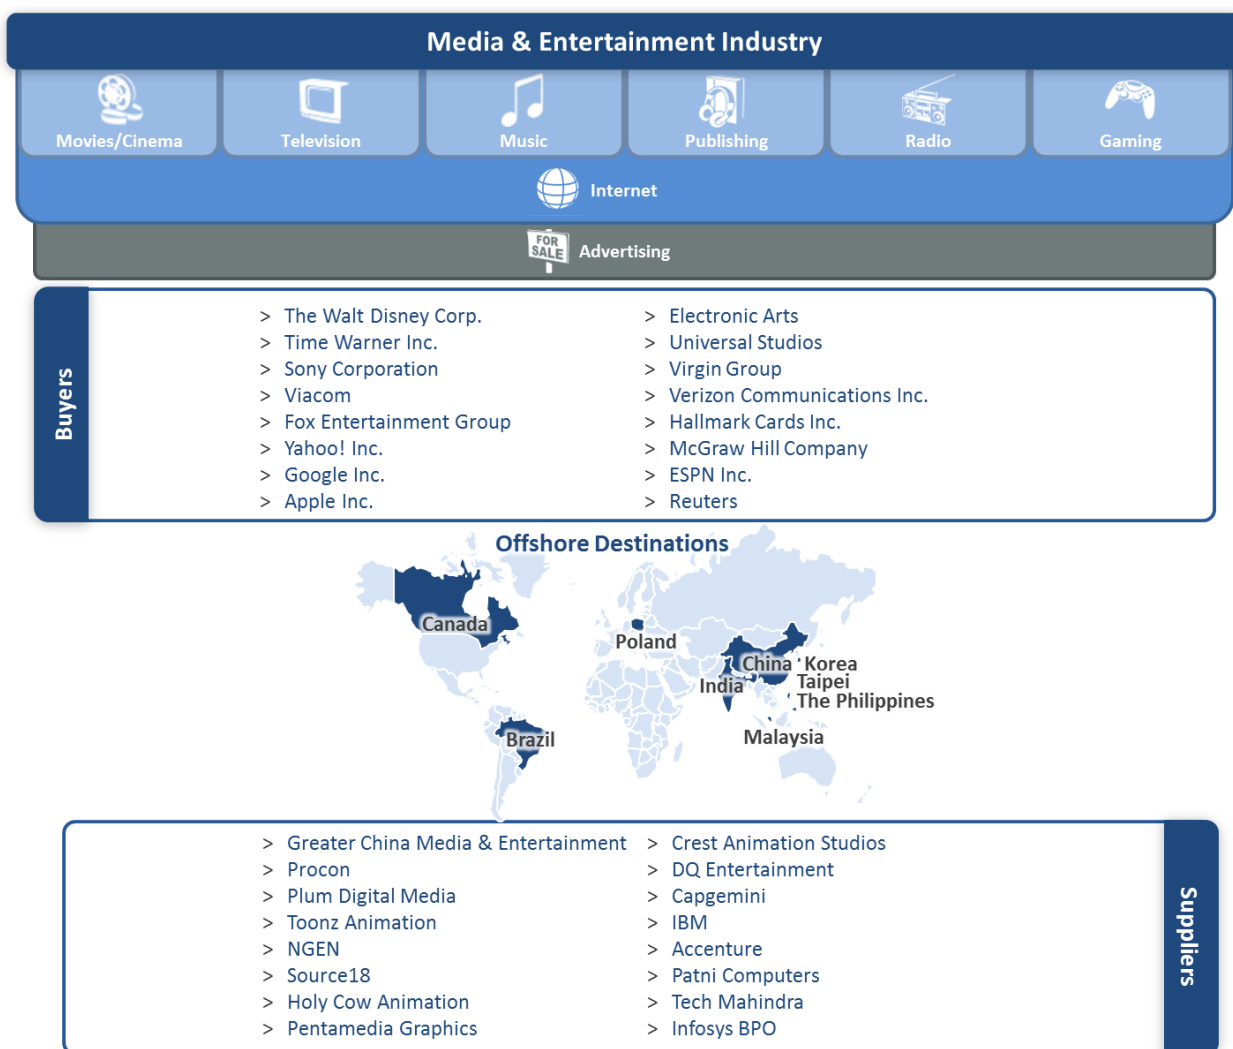 Media & Entertainment Industry
Movies/Cinema
Television
Music
Publishing
Radio
Gaming
Internet
FOR
SALE
Advertising
Buyers
> The Walt Disney Corp.
> Time Warner Inc.
> Sony Corporation
> Viacom
> Fox Entertainment Group
> Yahoo! Inc.
> Google Inc.
> Apple Inc.
> Electronic Arts
> Universal Studios
> Virgin Group
> Verizon Communications Inc.
> Hallmark Cards Inc.
> McGraw Hill Company
> ESPN Inc.
> Reuters
Offshore Destinations
Canada
Poland
China
Korea
Taipei
India
The Philippines
Brazil
Malaysia
> Greater China Media & Entertainment
> Procon
> Plum Digital Media
> Toonz Animation
> NGEN
> Source18
> Holy Cow Animation
> Pentamedia Graphics
> Crest Animation Studios
> DQ Entertainment
> Capgemini
> IBM
> Accenture
> Patni Computers
> Tech Mahindra
> Infosys BPO
Suppliers